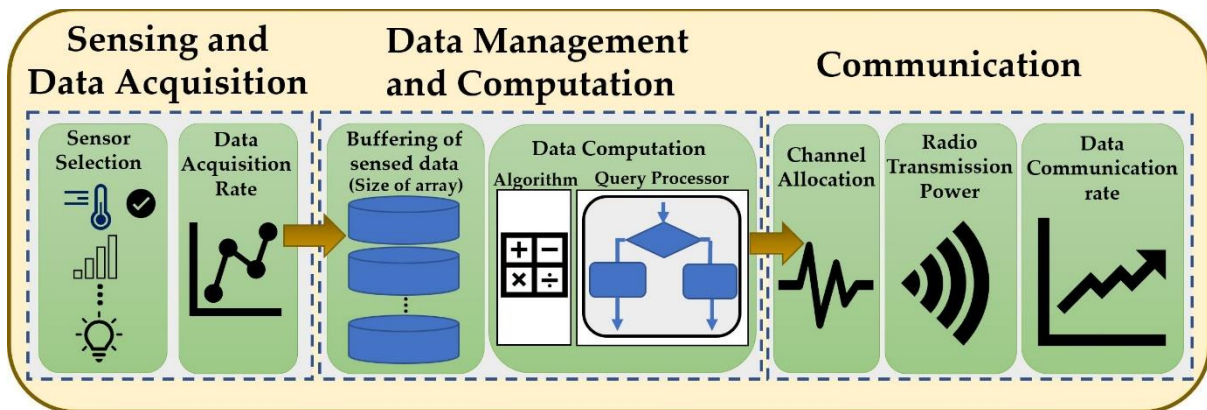 Sensing and
Data Acquisition
Data Management
and Computation
Communication
Sensor
Selection
Data
Acquisition
Rate
Buffering of
sensed data
(Size of array)
Data Computation
Algorithm
Query Processor
Channel
Allocation
Radio
Transmission
Power
Data
Communication
rate